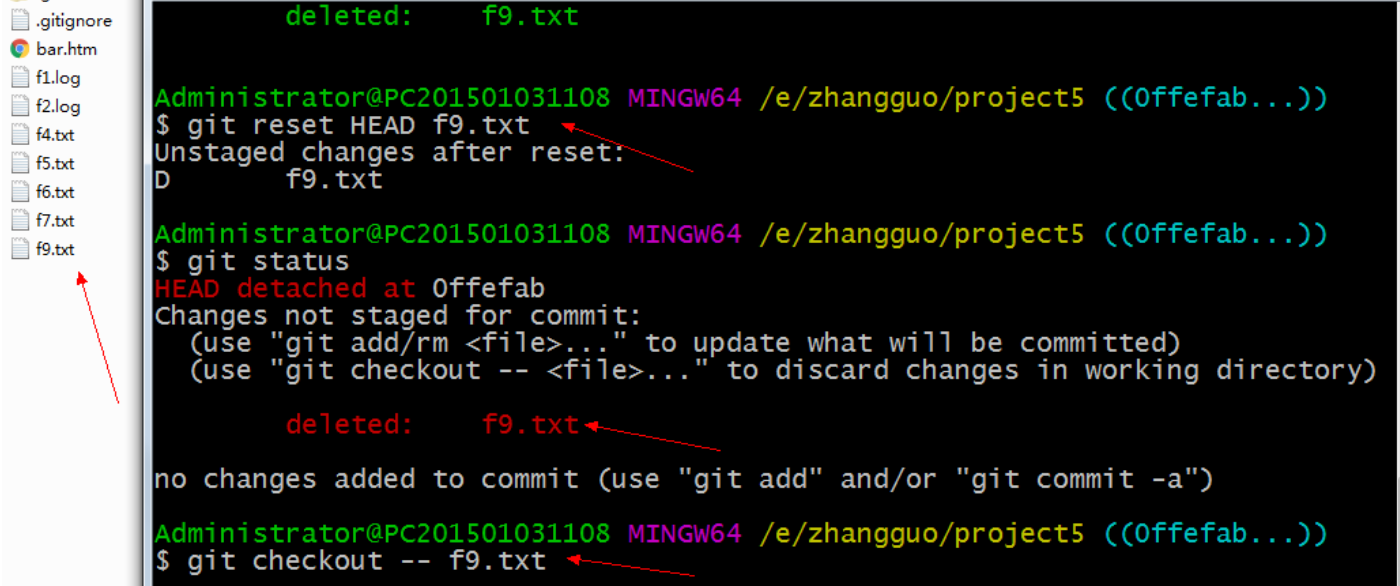 .gitignore
bar.htm
f1.log
f2.log
f4.txt
f5.txt
f6.txt
f7.txt
f9.txt
deleted: f9.txt
Administrator@PC201501031108 MINGW64 /e/zhangguo/project5 ((0ffefab...))
$ git reset HEAD f9.txt
Unstaged changes after reset:
D f9.txt
Administrator@PC201501031108 MINGW64 /e/zhangguo/project5 ((0ffefab...))
$ git status
HEAD detached at 0ffefab
Changes not staged for commit:
(use "git add/rm <file>..." to update what will be committed)
(use "git checkout -- <file>..." to discard changes in working directory)
deleted: f9.txt
no changes added to commit (use "git add" and/or "git commit -a")
Administrator@PC201501031108 MINGW64 /e/zhangguo/project5 ((0ffefab...))
$ git checkout -- f9.txt